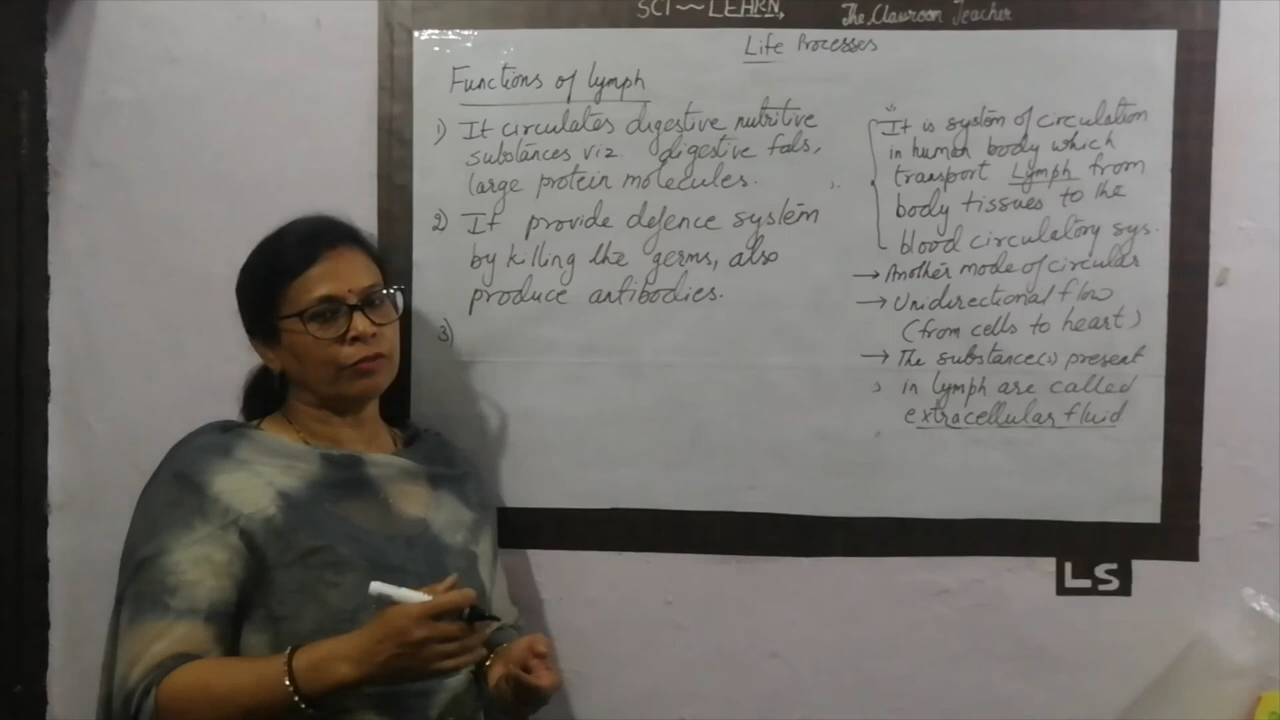 SCI ~ LEARN, The Classroom Teacher
Life Processes
Functions of lymph
1) It circulates digestive nutritive
substances viz. digestive fats,
large protein molecules.
2) It provide defence system
by killing the germs, also
produce antibodies.
3)
It is system of circulation
in human body which
transport Lymph from
body tissues to the
blood circulatory sys.
→ Another mode of circular
→ Unidirectional flow
(from cells to heart)
→ The substance(s) present
in lymph are called
extracellular fluid
LS